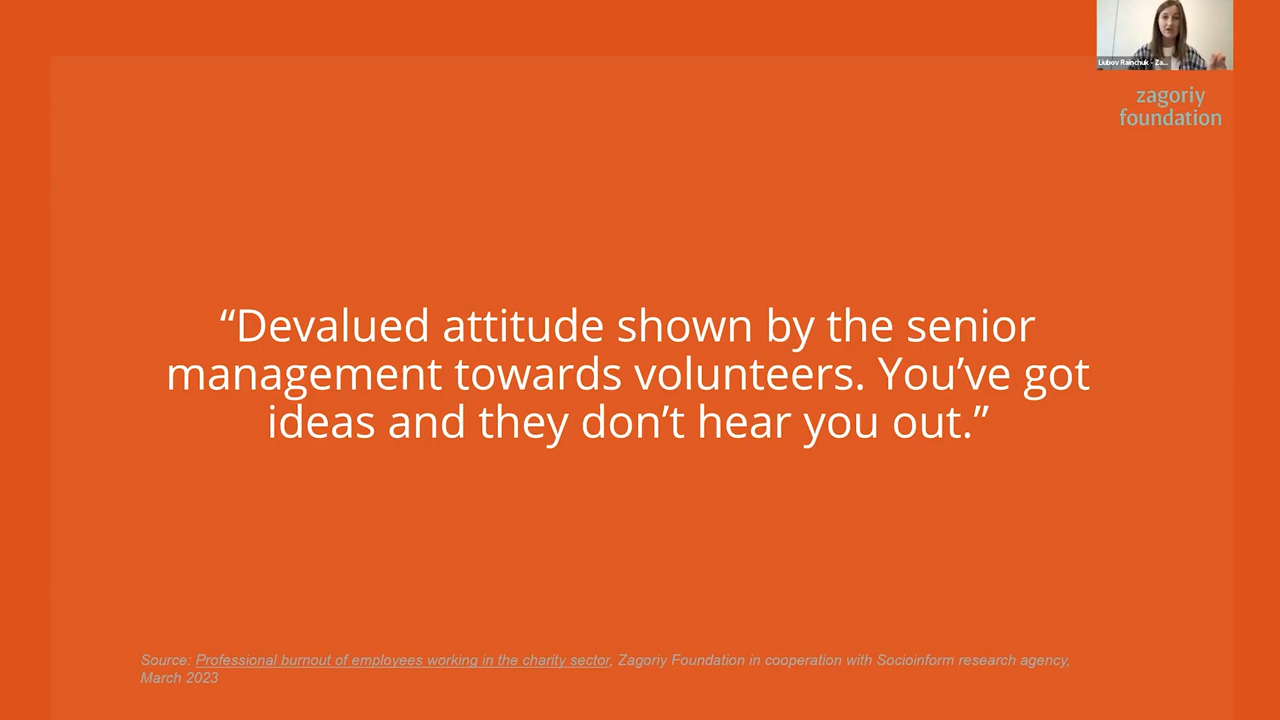 Liubov Rainchuk - Za...
zagoriy
foundation
“Devalued attitude shown by the senior
management towards volunteers. You’ve got
ideas and they don’t hear you out.”
Source: Professional burnout of employees working in the charity sector, Zagoriy Foundation in cooperation with Socioinform research agency,
March 2023